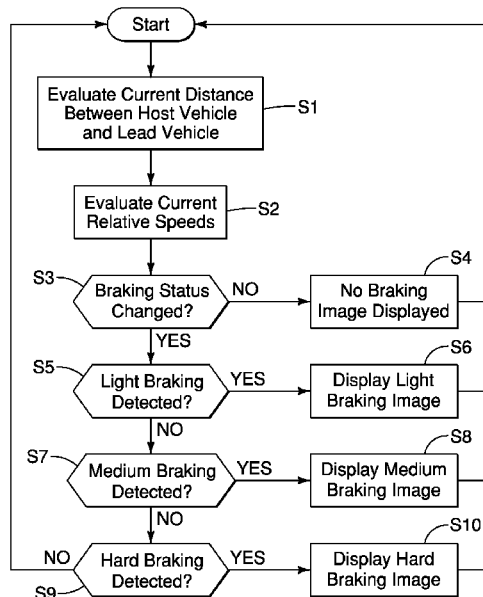 Start
Evaluate Current Distance
Between Host Vehicle
and Lead Vehicle
S1
Evaluate Current
Relative Speeds
S2
S3
Braking Status
Changed?
NO
YES
S4
No Braking
Image Displayed
S5
Light Braking
Detected?
YES
NO
S6
Display Light
Braking Image
S7
Medium Braking
Detected?
YES
NO
S8
Display Medium
Braking Image
NO
Hard Braking
Detected?
S9
YES
S10
Display Hard
Braking Image